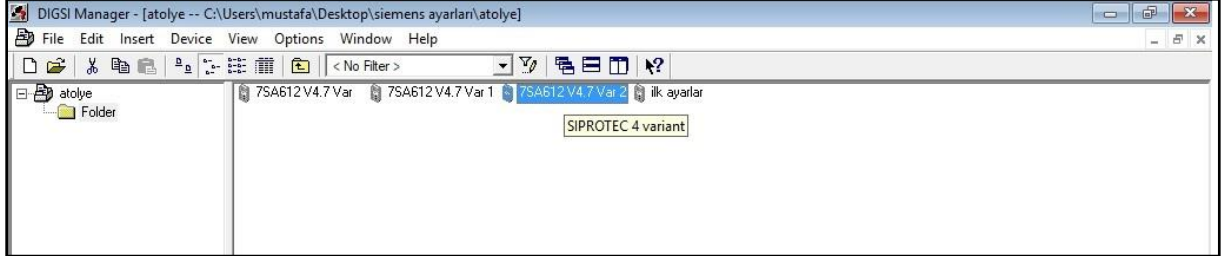 DIGSI Manager - [atolye -- C:\Users\mustafa\Desktop\siemens ayarları\atolye]
File Edit Insert Device View Options Window Help
< No Filter >
atolye
Folder
7SA612 V4.7 Var 7SA612 V4.7 Var 1 7SA612 V4.7 Var 2 ilk ayarlar
SIPROTEC 4 variant